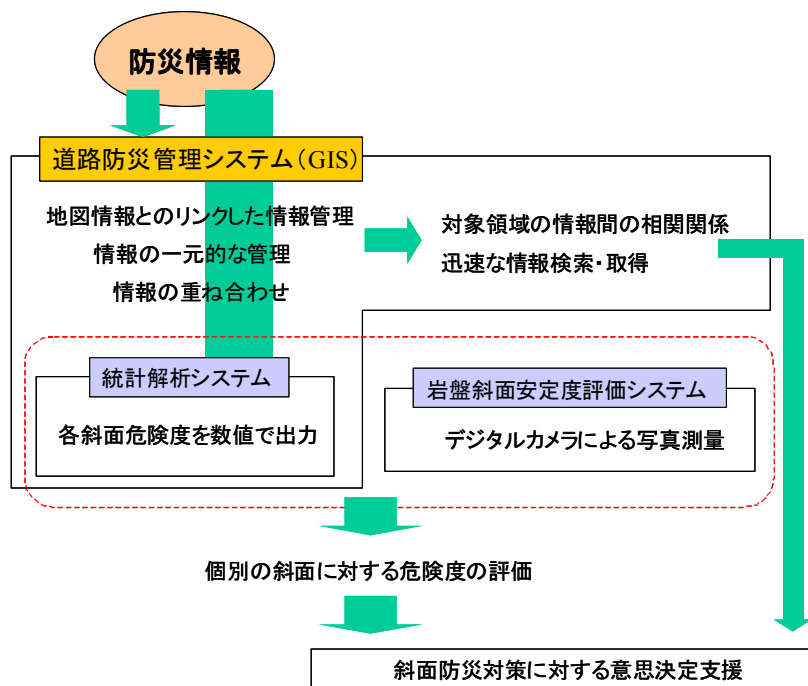 防災情報
道路防災管理システム（GIS）
地図情報とのリンクした情報管理
情報の一元的な管理
情報の重ね合わせ
対象領域の情報間の相関関係
迅速な情報検索・取得
統計解析システム
各斜面危険度を数値で出力
岩盤斜面安定度評価システム
デジタルカメラによる写真測量
個別の斜面に対する危険度の評価
斜面防災対策に対する意思決定支援